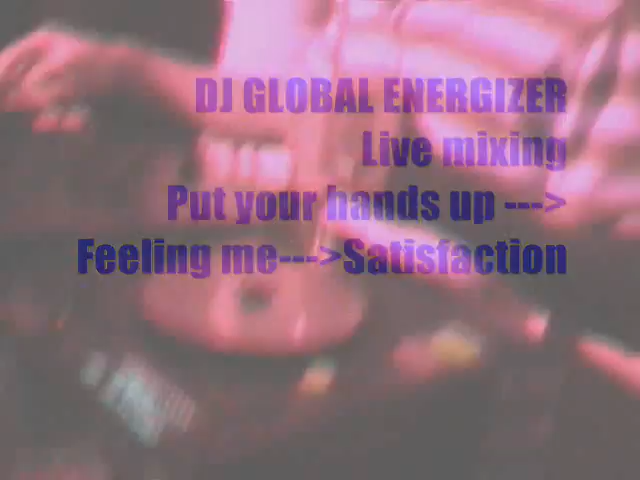 DJ GLOBAL ENERGIZER
Live mixing
Put your hands up --->
Feeling me--->Satisfaction